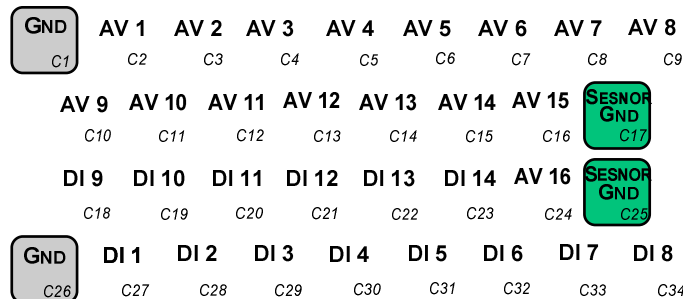 GND AV 1 AV 2 AV 3 AV 4 AV 5 AV 6 AV 7 AV 8
C1 C2 C3 C4 C5 C6 C7 C8 C9
AV 9 AV 10 AV 11 AV 12 AV 13 AV 14 AV 15 SESNOR GND
C10 C11 C12 C13 C14 C15 C16 C17
DI 9 DI 10 DI 11 DI 12 DI 13 DI 14 AV 16 SESNOR GND
C18 C19 C20 C21 C22 C23 C24 C25
GND DI 1 DI 2 DI 3 DI 4 DI 5 DI 6 DI 7 DI 8
C26 C27 C28 C29 C30 C31 C32 C33 C34